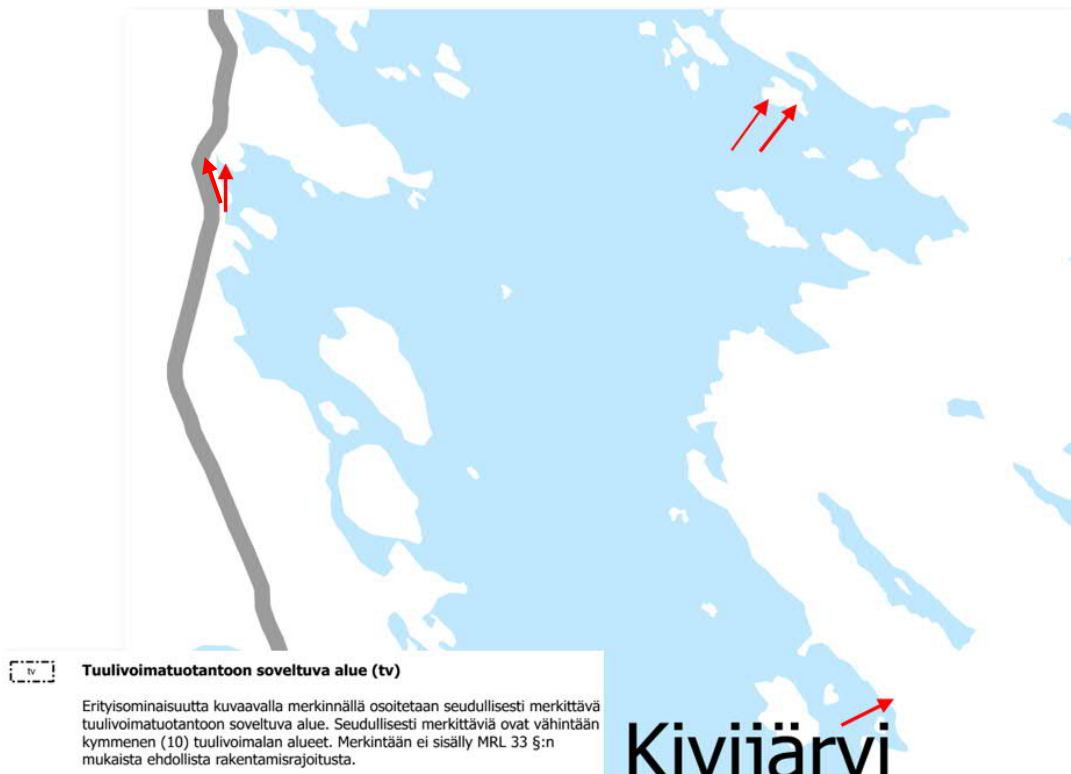 tv Tuulivoimatuotantoon soveltuva alue (tv)
Erityisominaisuutta kuvaavalla merkinnällä osoitetaan seudullisesti merkittävä
tuulivoimatuotantoon soveltuva alue. Seudullisesti merkittäviä ovat vähintään
kymmenen (10) tuulivoimalan alueet. Merkintään ei sisälly MRL 33 §:n
mukaista ehdollista rakentamisrajoitusta.
Kivijärvi